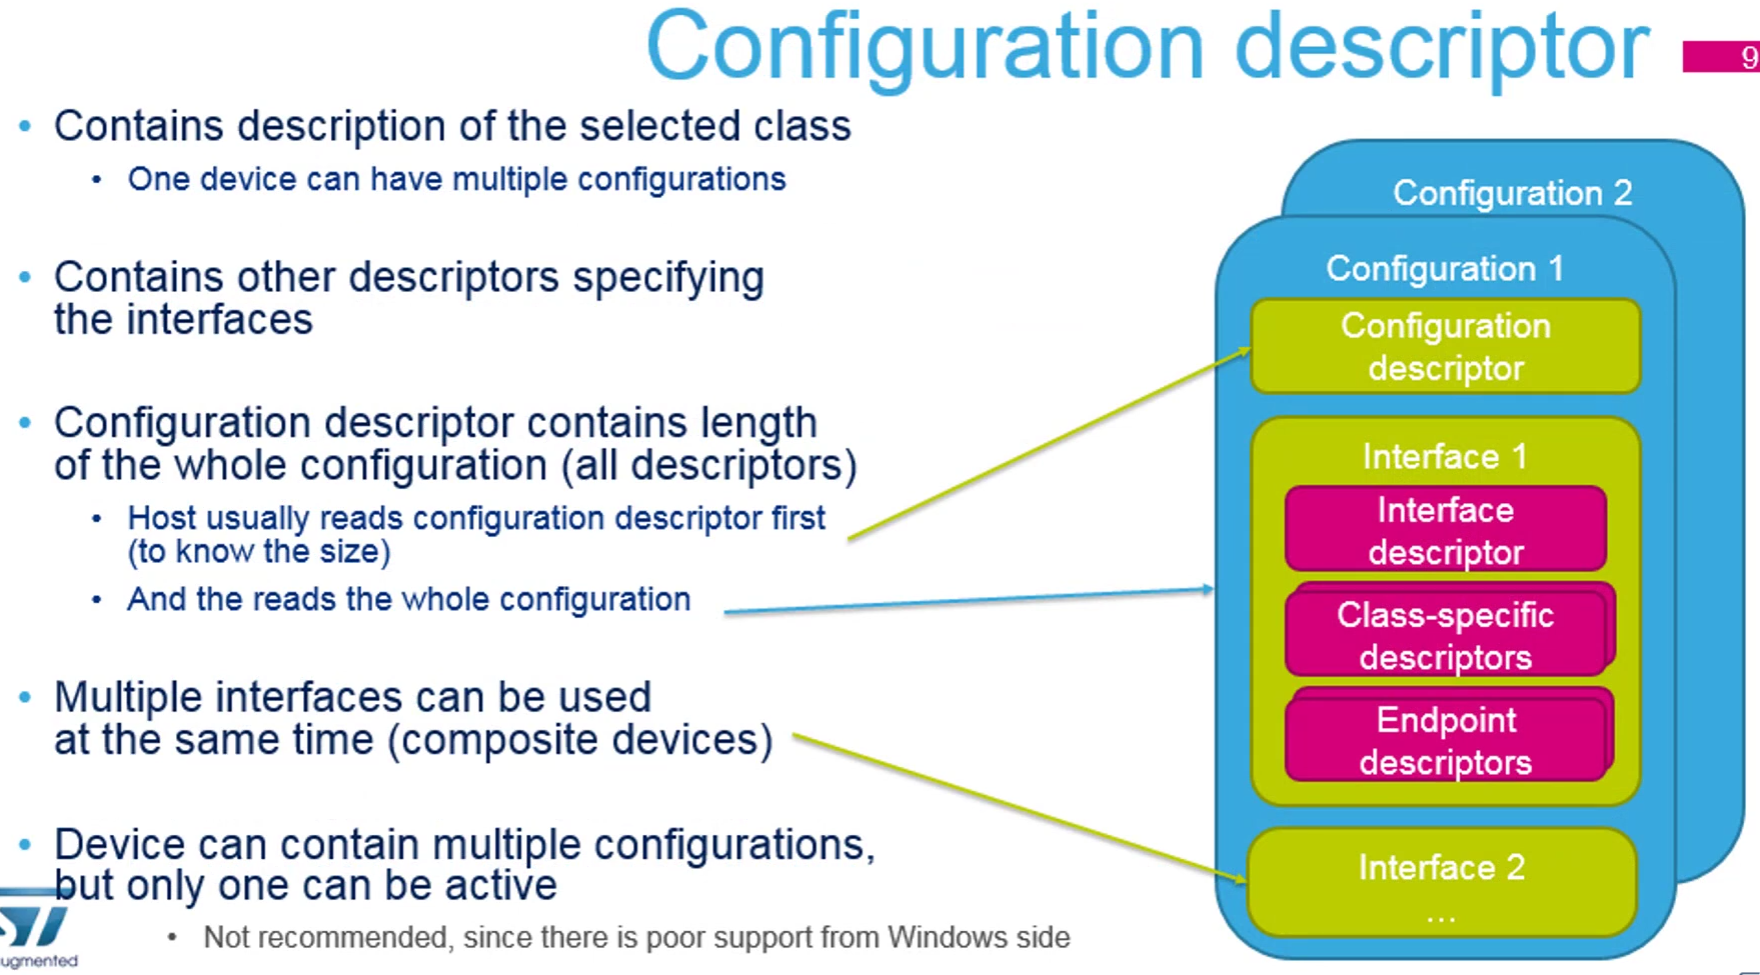 Configuration descriptor
9
• Contains description of the selected class
• One device can have multiple configurations
• Contains other descriptors specifying
the interfaces
• Configuration descriptor contains length
of the whole configuration (all descriptors)
• Host usually reads configuration descriptor first
(to know the size)
• And the reads the whole configuration
• Multiple interfaces can be used
at the same time (composite devices)
• Device can contain multiple configurations,
but only one can be active
• Not recommended, since there is poor support from Windows side
ugmented
Configuration 2
Configuration 1
Configuration
descriptor
Interface 1
Interface
descriptor
Class-specific
descriptors
Endpoint
descriptors
Interface 2
...